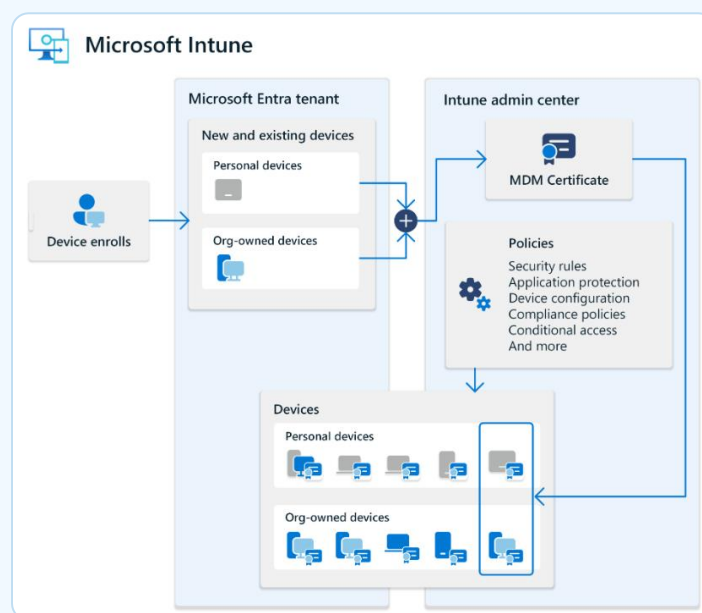 Microsoft Intune
Microsoft Entra tenant
New and existing devices
Personal devices
Org-owned devices
Device enrolls
Intune admin center
MDM Certificate
Policies
Security rules
Application protection
Device configuration
Compliance policies
Conditional access
And more
Devices
Personal devices
Org-owned devices